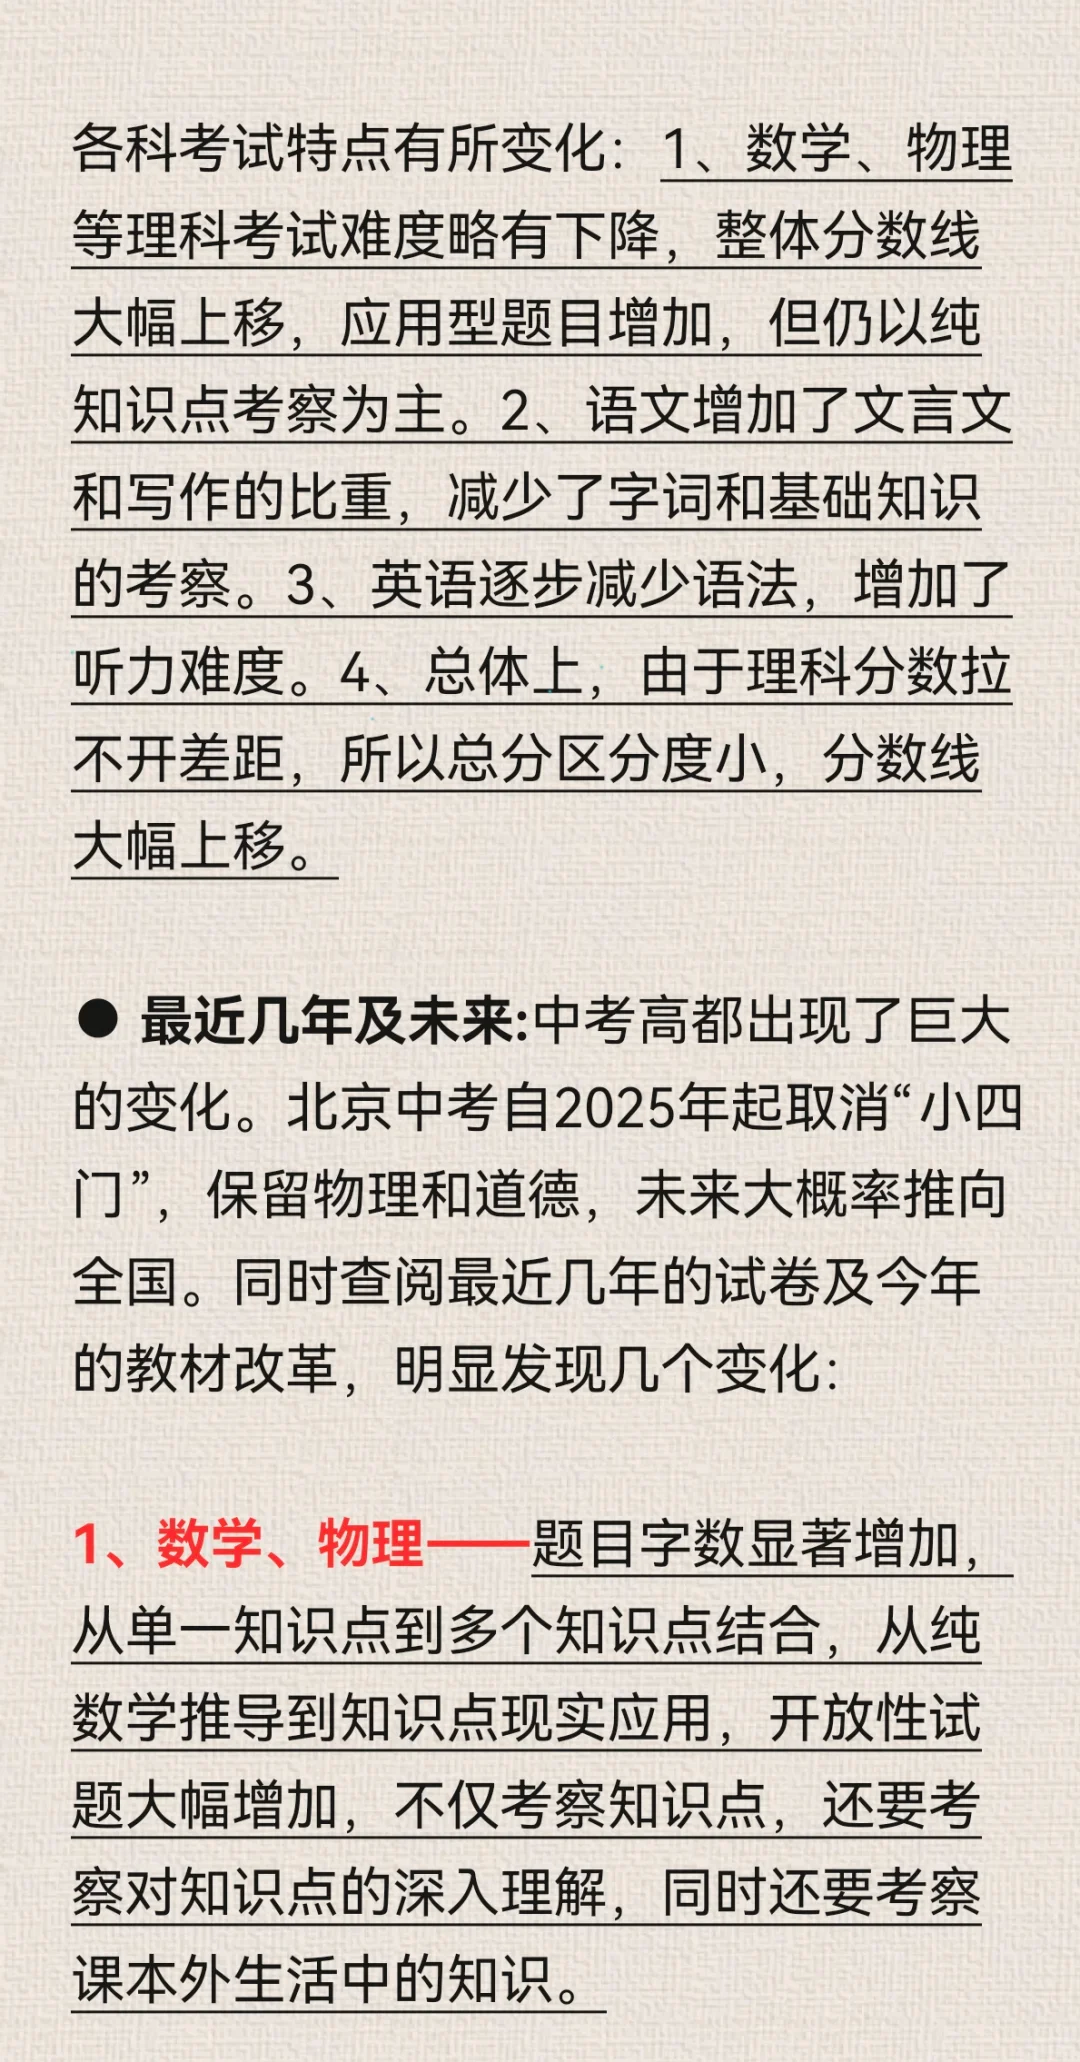 各科考试特点有所变化：1、数学、物理
等理科考试难度略有下降，整体分数线
大幅上移，应用型题目增加，但仍以纯
知识点考察为主。2、语文增加了文言文
和写作的比重，减少了字词和基础知识
的考察。3、英语逐步减少语法，增加了
听力难度。4、总体上，由于理科分数拉
不开差距，所以总分区分度小，分数线
大幅上移。
● 最近几年及未来:中考高都出现了巨大
的变化。北京中考自2025年起取消“小四
门”，保留物理和道德，未来大概率推向
全国。同时查阅最近几年的试卷及今年
的教材改革，明显发现几个变化：
1、数学、物理——题目字数显著增加，
从单一知识点到多个知识点结合，从纯
数学推导到知识点现实应用，开放性试
题大幅增加，不仅考察知识点，还要考
察对知识点的深入理解，同时还要考察
课本外生活中的知识。